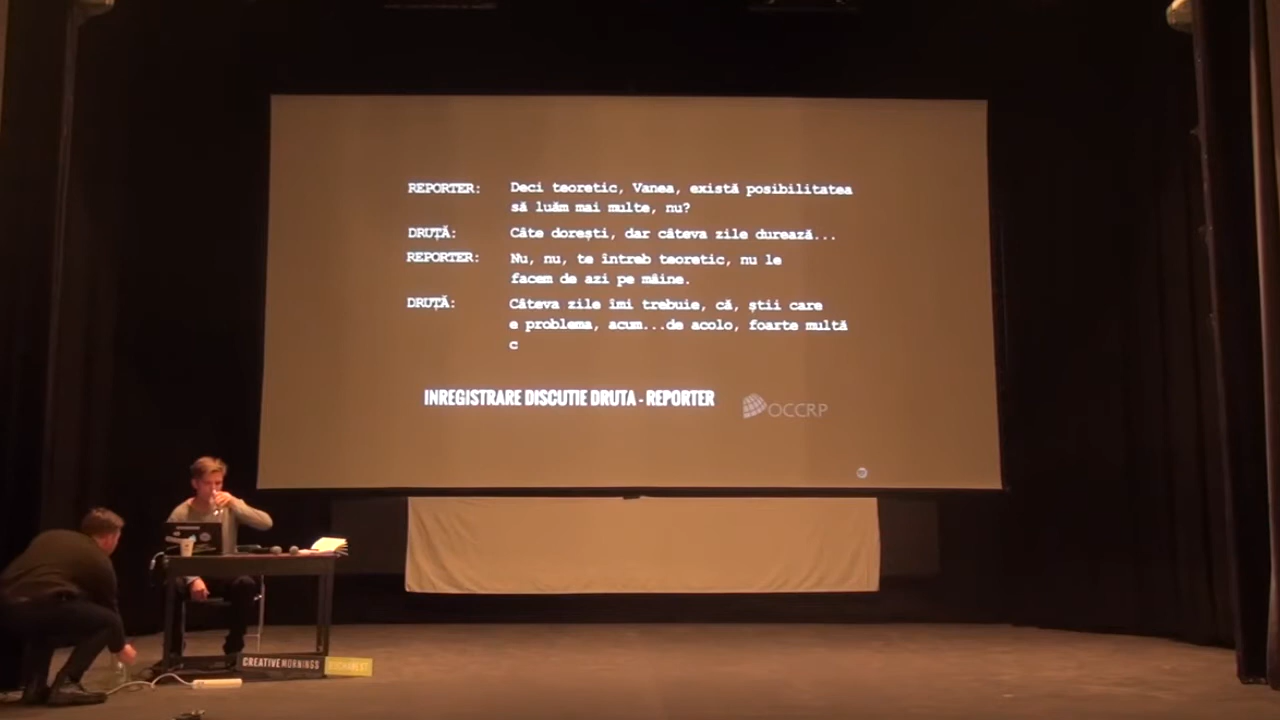 REPORTER: Deci teoretic, Vanea, există posibilitatea
să luăm mai multe, nu?
DRUȚĂ: Câte dorești, dar câteva zile durează...
REPORTER: Nu, nu, te întreb teoretic, nu le
facem de azi pe mâine.
DRUȚĂ: Câteva zile îmi trebuie, că, știi care
e problema, acum...de acolo, foarte multă
c
INREGISTRARE DISCUTIE DRUTA - REPORTER
OCCRP
CREATIVEMORNINGS BUCHAREST